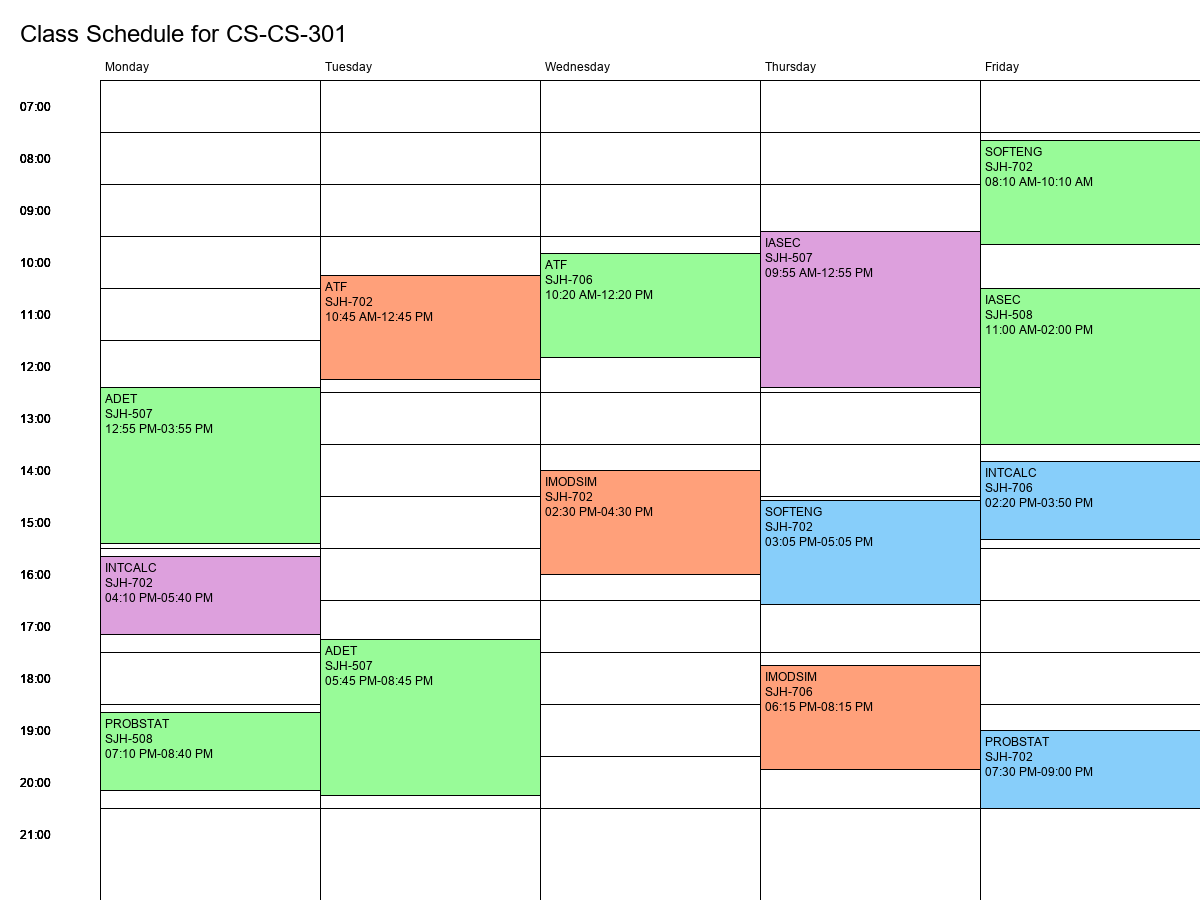 Class Schedule for CS-CS-301
Monday
Tuesday
Wednesday
Thursday
Friday
07:00
08:00
09:00
10:00
11:00
12:00
13:00
14:00
15:00
16:00
17:00
18:00
19:00
20:00
21:00
ADET
SJH-507
12:55 PM-03:55 PM
INTCALC
SJH-702
04:10 PM-05:40 PM
PROBSTAT
SJH-508
07:10 PM-08:40 PM
ATF
SJH-702
10:45 AM-12:45 PM
ADET
SJH-507
05:45 PM-08:45 PM
ATF
SJH-706
10:20 AM-12:20 PM
IMODSIM
SJH-702
02:30 PM-04:30 PM
IASEC
SJH-507
09:55 AM-12:55 PM
SOFTENG
SJH-702
03:05 PM-05:05 PM
IMODSIM
SJH-706
06:15 PM-08:15 PM
SOFTENG
SJH-702
08:10 AM-10:10 AM
IASEC
SJH-508
11:00 AM-02:00 PM
INTCALC
SJH-706
02:20 PM-03:50 PM
PROBSTAT
SJH-702
07:30 PM-09:00 PM